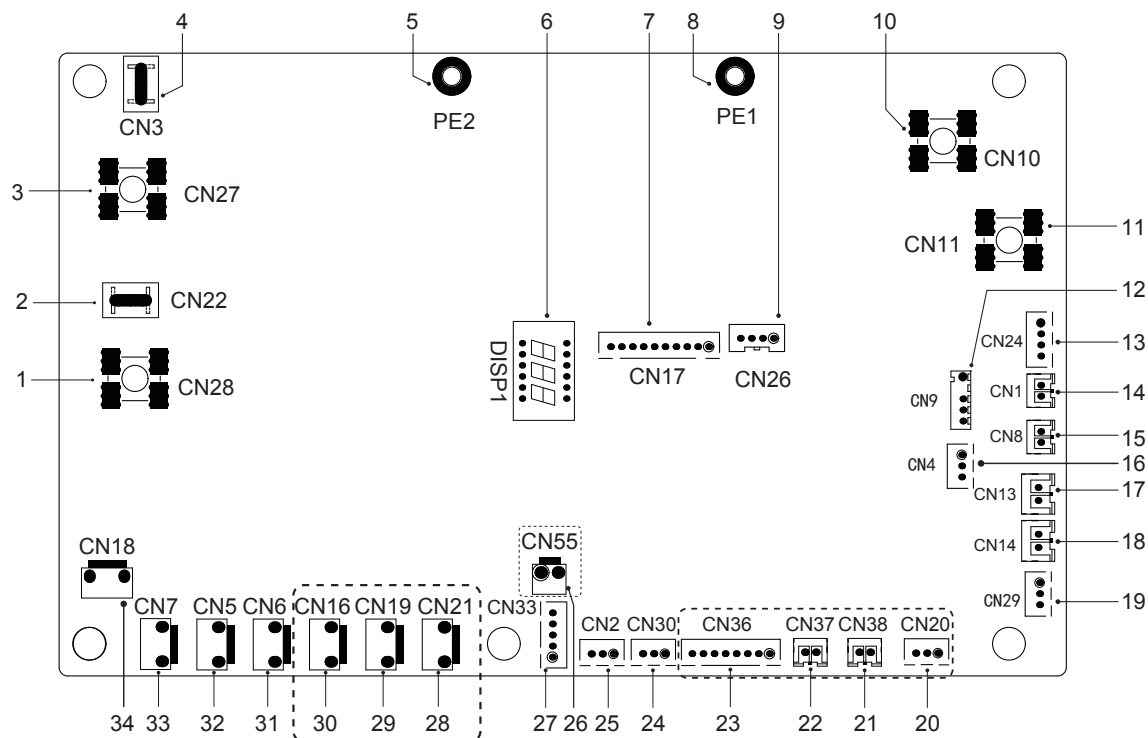 4 5 6 7 8 9 10
CN3 PE2 PE1
CN10
3 CN27
CN11 11
2 CN22
12
CN24 13
DISP1 CN17 CN26
1 CN28
CN9 CN1 14
CN8 15
CN4 16
CN13 17
CN14 18
CN18 CN55
CN29 19
CN7 CN5 CN6 CN16 CN19 CN21 CN33 CN2 CN30 CN36 CN37 CN38 CN20
34 33 32 31 30 29 28 27 26 25 24 23 22 21 20